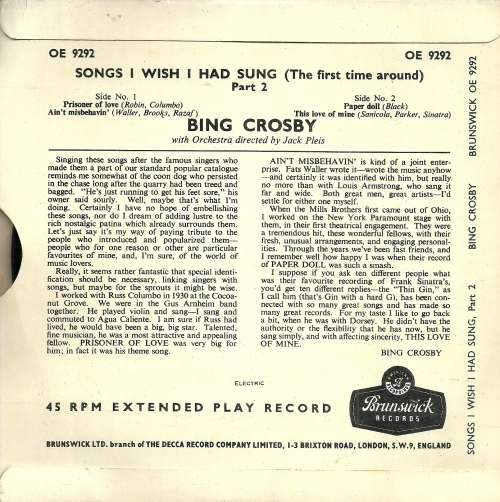 OE 9292 OE 9292
SONGS I WISH I HAD SUNG (The first time around)
Part 2
Side No. 1
Prisoner of love (Robin, Columbo)
Ain't misbehavin' (Waller, Brooks, Razaf)
Side No. 2
Paper doll (Black)
This love of mine (Sanicola, Parker, Sinatra)
BING CROSBY
with Orchestra directed by Jack Pleis
Singing these songs after the famous singers who
made them a part of our standard popular catalogue
reminds me somewhat of the coon dog who persisted
in the chase long after the quarry had been treed and
bagged. "He's just running to get his feet sore," his
owner said sourly. Well, maybe that's what I'm
doing. Certainly I have no hope of embellishing
these songs, nor do I dream of adding lustre to the
rich nostalgic patina which already surrounds them.
Let's just say it's my way of paying tribute to the
people who introduced and popularized them—
people who for one reason or other are particular
favourites of mine, and, I'm sure, of the world of
music lovers.
Really, it seems rather fantastic that special identi-
fication should be necessary, linking singers with
songs, but maybe for the sprouts it might be wise.
I worked with Russ Columbo in 1930 at the Cocoa-
nut Grove. We were in the Gus Arnheim band
together. He played violin and sang—I sang and
commuted to Agua Caliente. I am sure if Russ had
lived, he would have been a big, big star. Talented,
fine musician, he was a most attractive and appealing
fellow. PRISONER OF LOVE was very big for
him; in fact it was his theme song.
AIN'T MISBEHAVIN' is kind of a joint enter-
prise. Fats Waller wrote it—wrote the music anyhow
—and certainly it was identified with him, but really
no more than with Louis Armstrong, who sang it
far and wide. Both great men, great artists—I'd
settle for either one myself.
When the Mills Brothers first came out of Ohio,
I worked on the New York Paramount stage with
them, in their first theatrical engagement. They were
a tremendous hit, these wonderful fellows, with their
fresh, unusual arrangements, and engaging personal-
ities. Through the years we've been fast friends, and
I remember well how happy I was when their record
of PAPER DOLL was such a smash.
I suppose if you ask ten different people what
was their favourite recording of Frank Sinatra's,
you'd get ten different replies—the "Thin Gin," as
I call him (that's Gin with a hard G), has been con-
nected with so many great songs and has made so
many great records. For my taste I like to go back
a bit, when he was with Dorsey. He didn't have the
authority or the flexibility that he has now, but he
sang simply, and with affecting sincerity, THIS LOVE
OF MINE.
BING CROSBY
ELECTRIC
45 RPM EXTENDED PLAY RECORD
Brunswick
RECORDS
BRUNSWICK LTD. branch of THE DECCA RECORD COMPANY LIMITED, 1-3 BRIXTON ROAD, LONDON, S.W.9, ENGLAND
SONGS I WISH I HAD SUNG, Part 2 BING CROSBY BRUNSWICK OE 9292